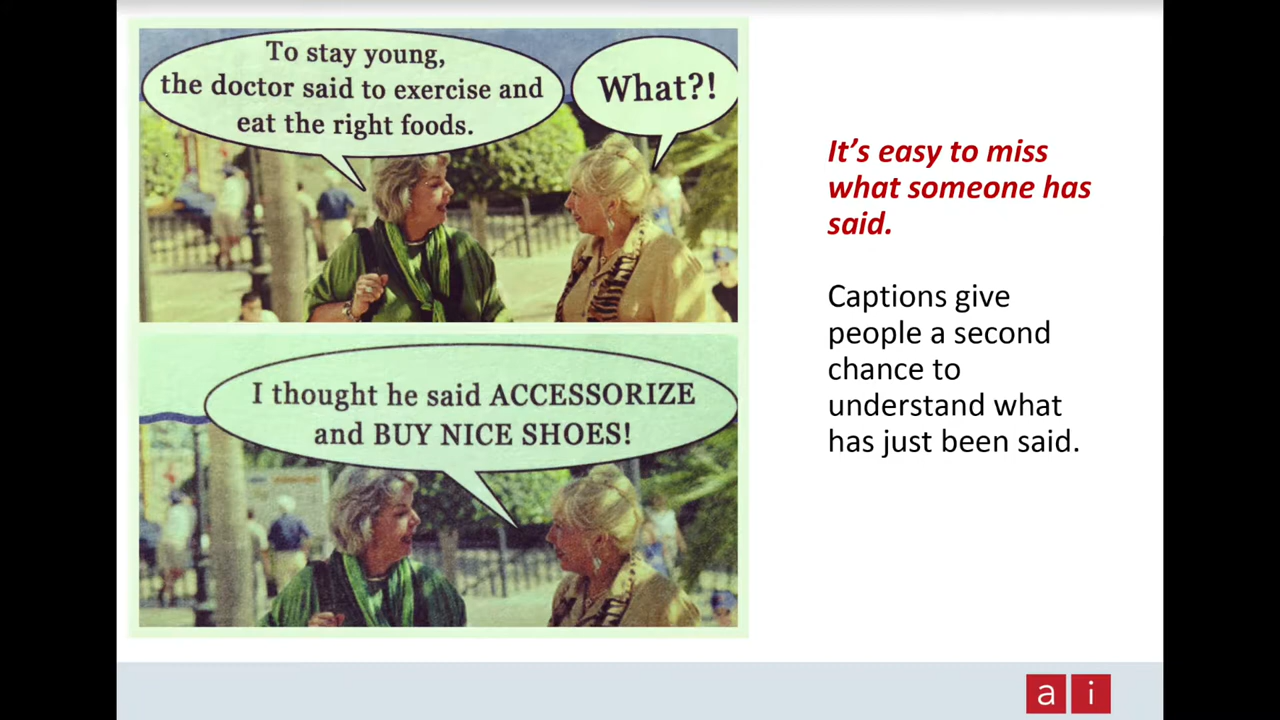 To stay young,
the doctor said to exercise and
eat the right foods.
What?!
I thought he said ACCESSORIZE
and BUY NICE SHOES!
It's easy to miss
what someone has
said.
Captions give
people a second
chance to
understand what
has just been said.
a i